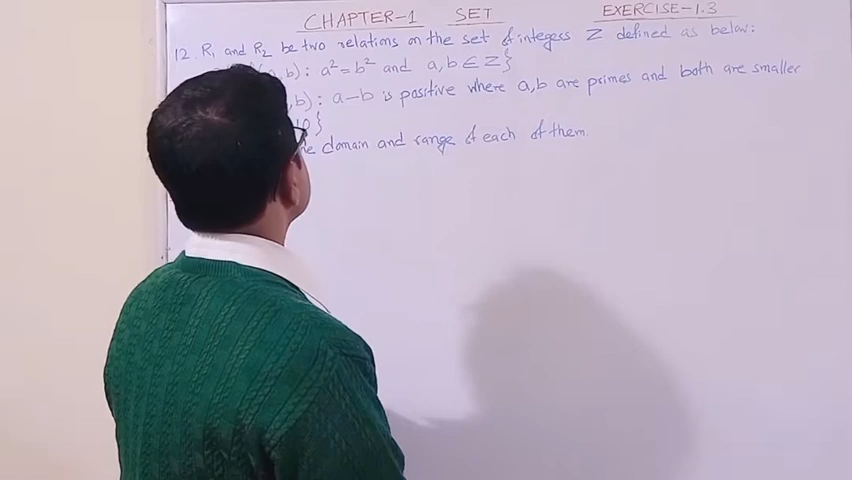 CHAPTER-1 SET EXERCISE-1.3
12. R₁ and R₂ be two relations on the set of integers Z defined as below:
b): a²=b² and a,b∈Z}
b): a-b is positive where a,b are primes and both are smaller
10}
domain and range of each of them.